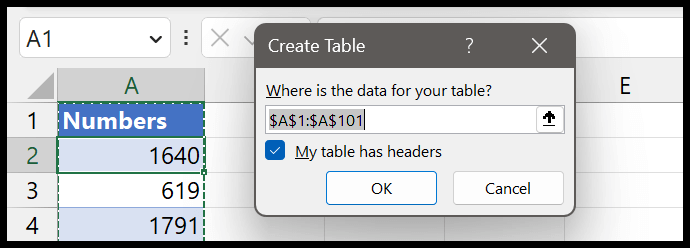 A1
Create Table ?
Where is the data for your table?
$A$1:$A$101
My table has headers
OK Cancel
A E
1 Numbers
2 1640
3 619
4 1791